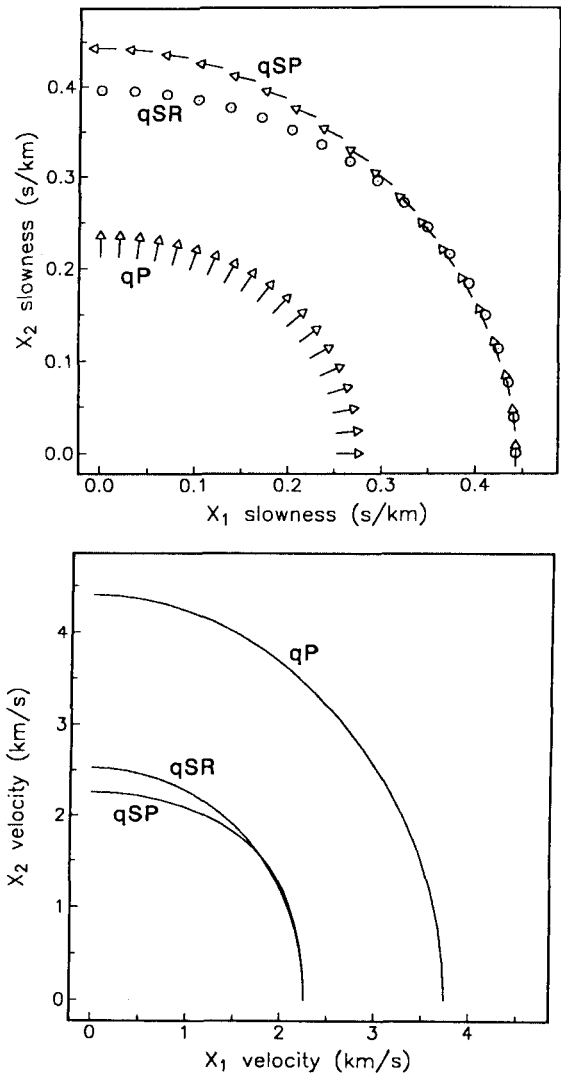 qSP
0.4
qSR
0.3
X2 slowness (s/km)
0.2
qP
0.1
0.0
0.0 0.1 0.2 0.3 0.4
X1 slowness (s/km)
4
qP
3
X2 velocity (km/s)
qSR
2
qSP
1
0
0 1 2 3 4
X1 velocity (km/s)